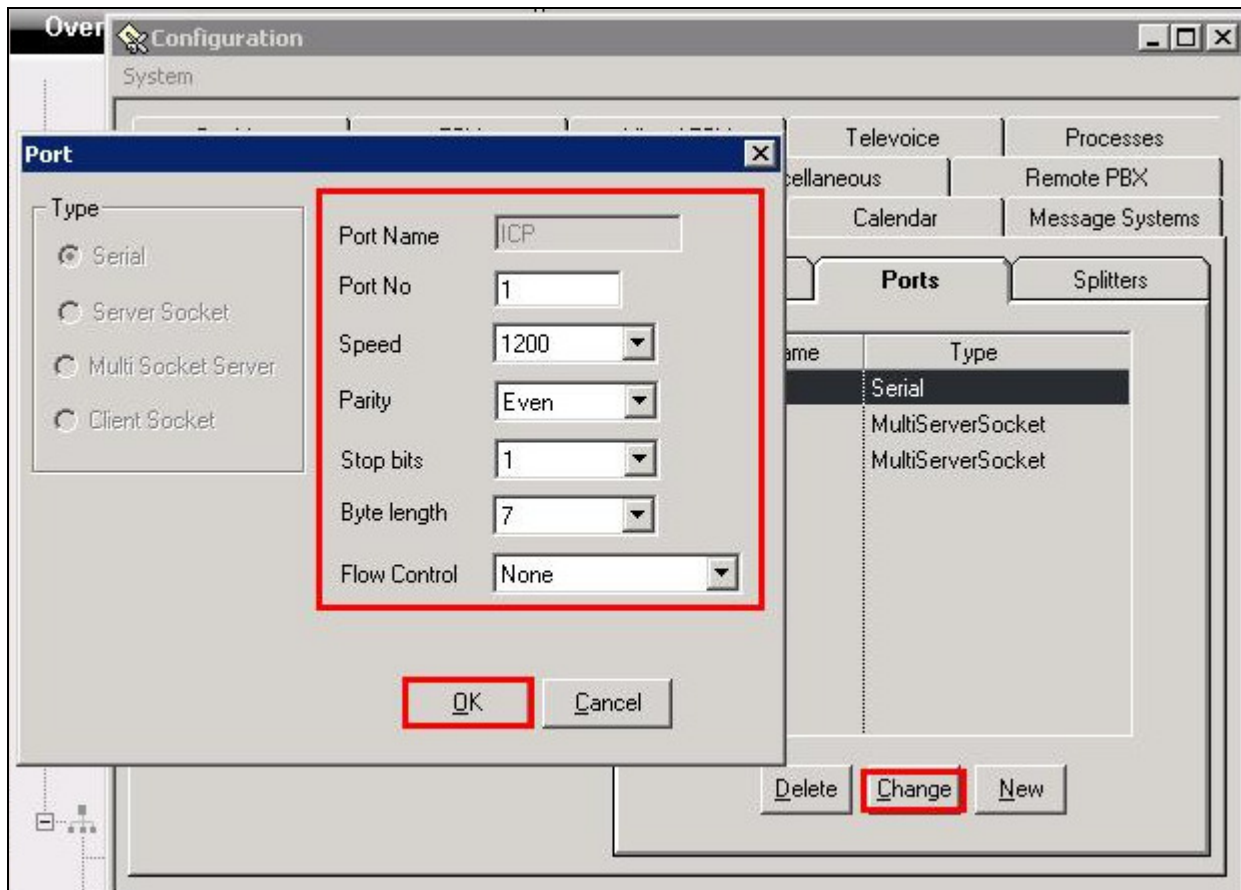 Over
Configuration
System
Televoice
Processes
cellaneous
Remote PBX
Calendar
Message Systems
Ports
Splitters
ame
Type
Serial
MultiServerSocket
MultiServerSocket
Delete
Change
New
Port
Type
Serial
Server Socket
Multi Socket Server
Client Socket
Port Name ICP
Port No 1
Speed 1200
Parity Even
Stop bits 1
Byte length 7
Flow Control None
OK
Cancel